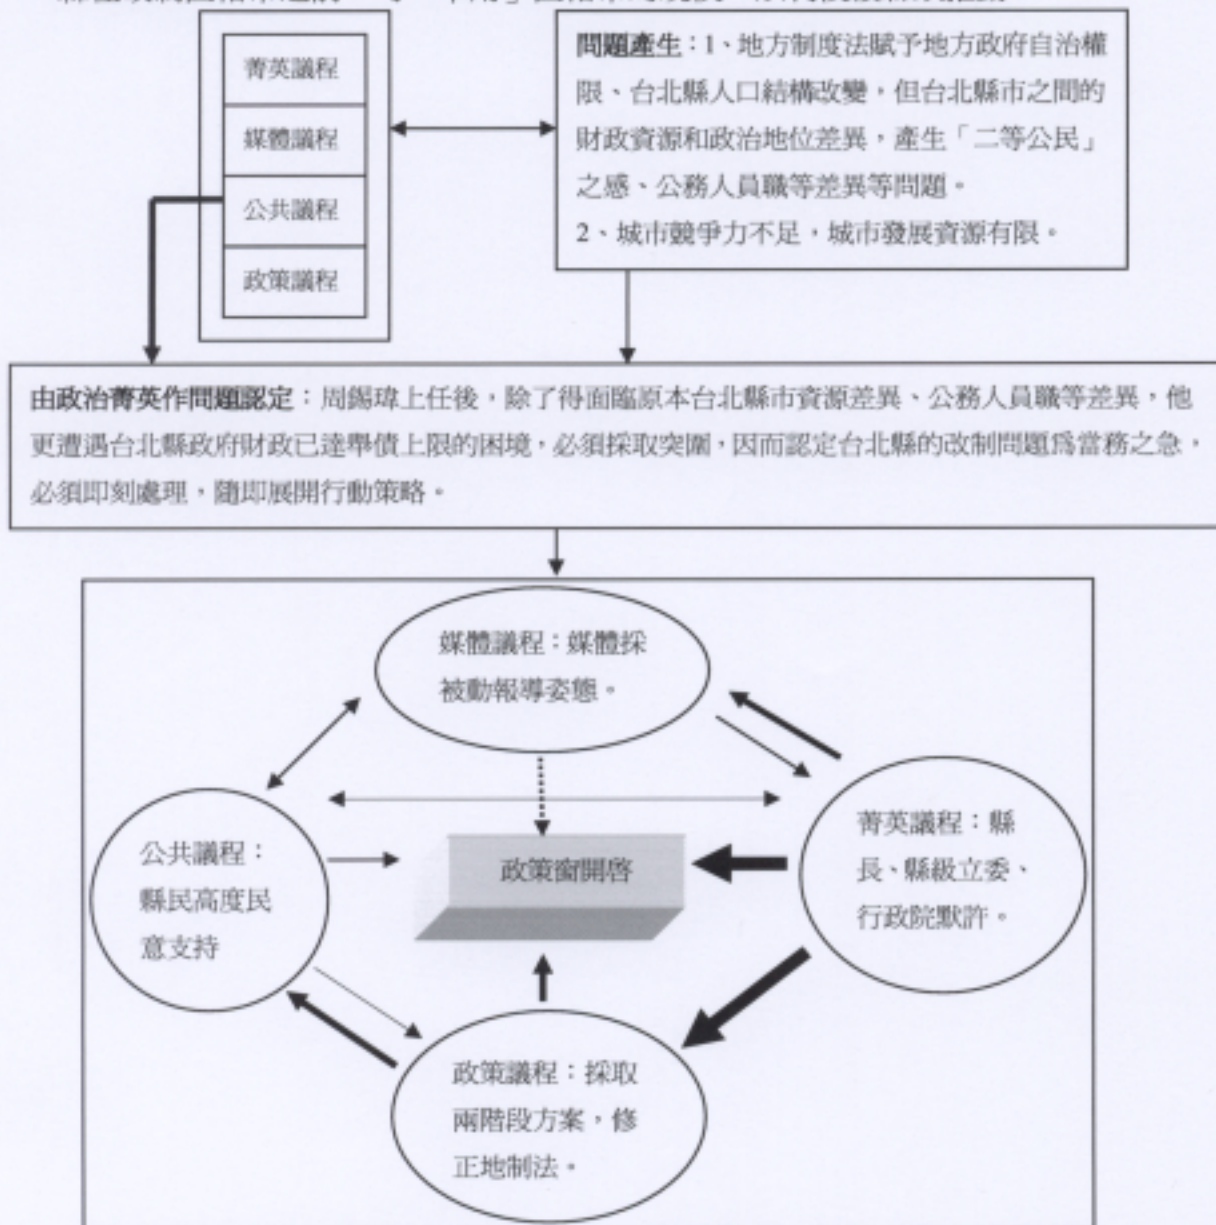 菁英議程
媒體議程
公共議程
政策議程
問題產生：1、地方制度法賦予地方政府自治權
限、台北縣人口結構改變，但台北縣市之間的
財政資源和政治地位差異，產生「二等公民」
之感、公務人員職等差異等問題。
2、城市競爭力不足，城市發展資源有限。
由政治菁英作問題認定：周錫瑋上任後，除了得面臨原本台北縣市資源差異、公務人員職等差異，他
更遭遇台北縣政府財政已達舉債上限的困境，必須採取突圍，因而認定台北縣的改制問題為當務之急，
必須即刻處理，隨即展開行動策略。
媒體議程：媒體採
被動報導姿態。
公共議程：
縣民高度民
意支持
政策窗開啓
菁英議程：縣
長、縣級立委、
行政院默許。
政策議程：採取
兩階段方案，修
正地制法。